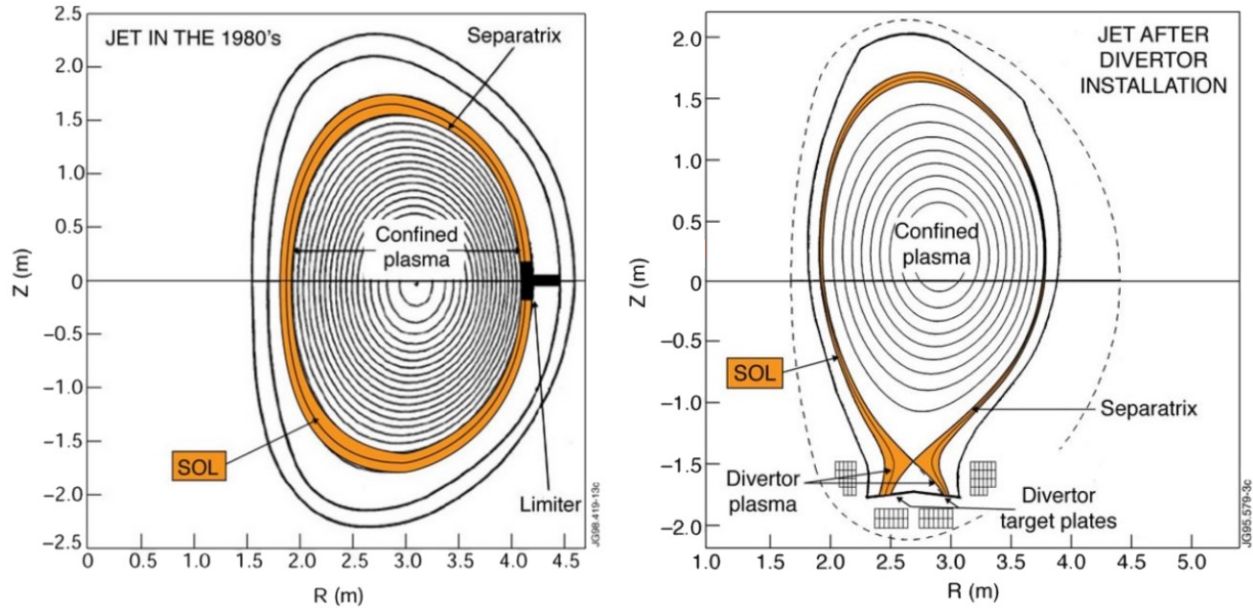 JET IN THE 1980's
Separatrix
Confined
plasma
SOL
Limiter
2.5
2.0
1.5
1.0
0.5
0
−0.5
−1.0
−1.5
−2.0
−2.5
Z (m)
0 0.5 1.0 1.5 2.0 2.5 3.0 3.5 4.0 4.5
R (m)
JG98.419-13c
JET AFTER
DIVERTOR
INSTALLATION
Confined
plasma
SOL
Separatrix
Divertor
plasma
Divertor
target plates
2.0
1.5
1.0
0.5
0
−0.5
−1.0
−1.5
−2.0
Z (m)
1.0 1.5 2.0 2.5 3.0 3.5 4.0 4.5 5.0
R (m)
JG95.579-3c